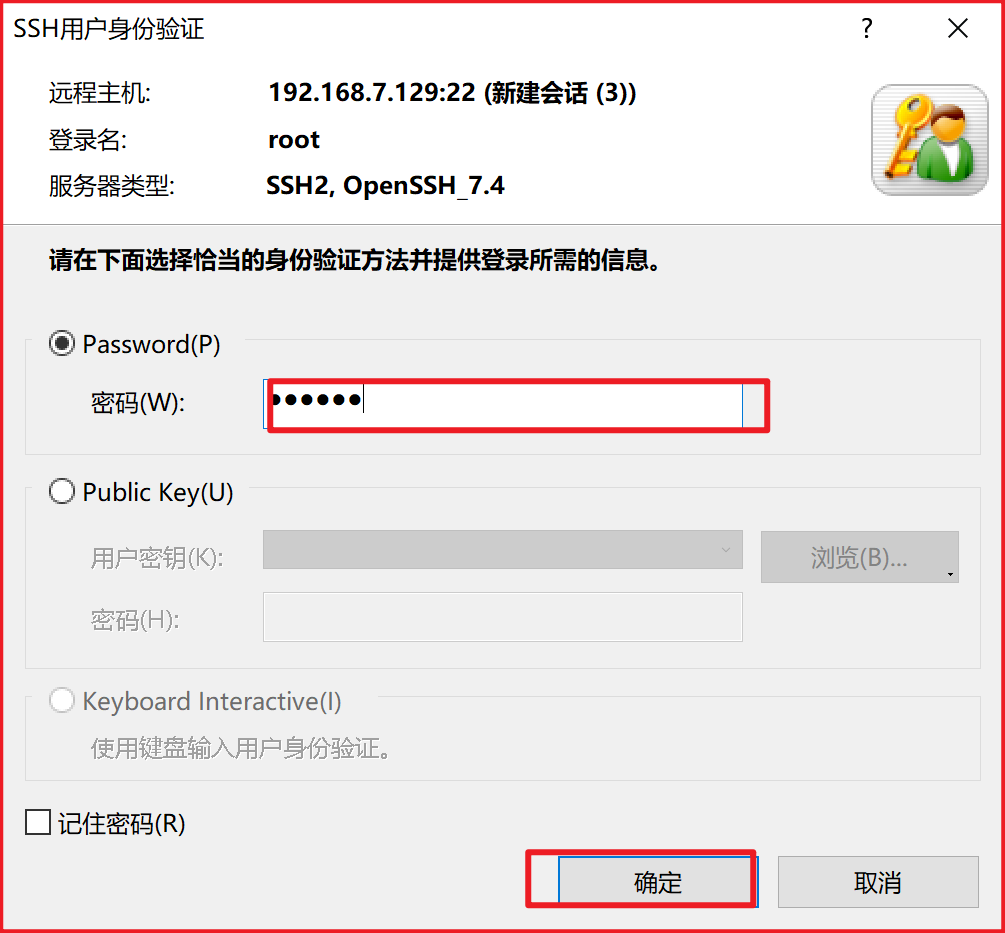 SSH用户身份验证
?
远程主机: 192.168.7.129:22 (新建会话 (3))
登录名: root
服务器类型: SSH2, OpenSSH_7.4
请在下面选择恰当的身份验证方法并提供登录所需的信息。
Password(P)
密码(W): ●●●●●●
Public Key(U)
用户密钥(K): 浏览(B)...
密码(H):
Keyboard Interactive(I)
使用键盘输入用户身份验证。
记住密码(R)
确定 取消